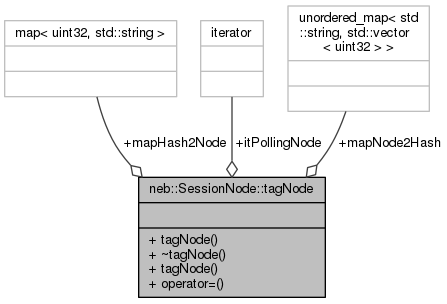 map< uint32, std::string >
iterator
unordered_map< std
::string, std::vector
< uint32 > >
+mapHash2Node
+itPollingNode
+mapNode2Hash
neb::SessionNode::tagNode
+ tagNode()
+ ~tagNode()
+ tagNode()
+ operator=()